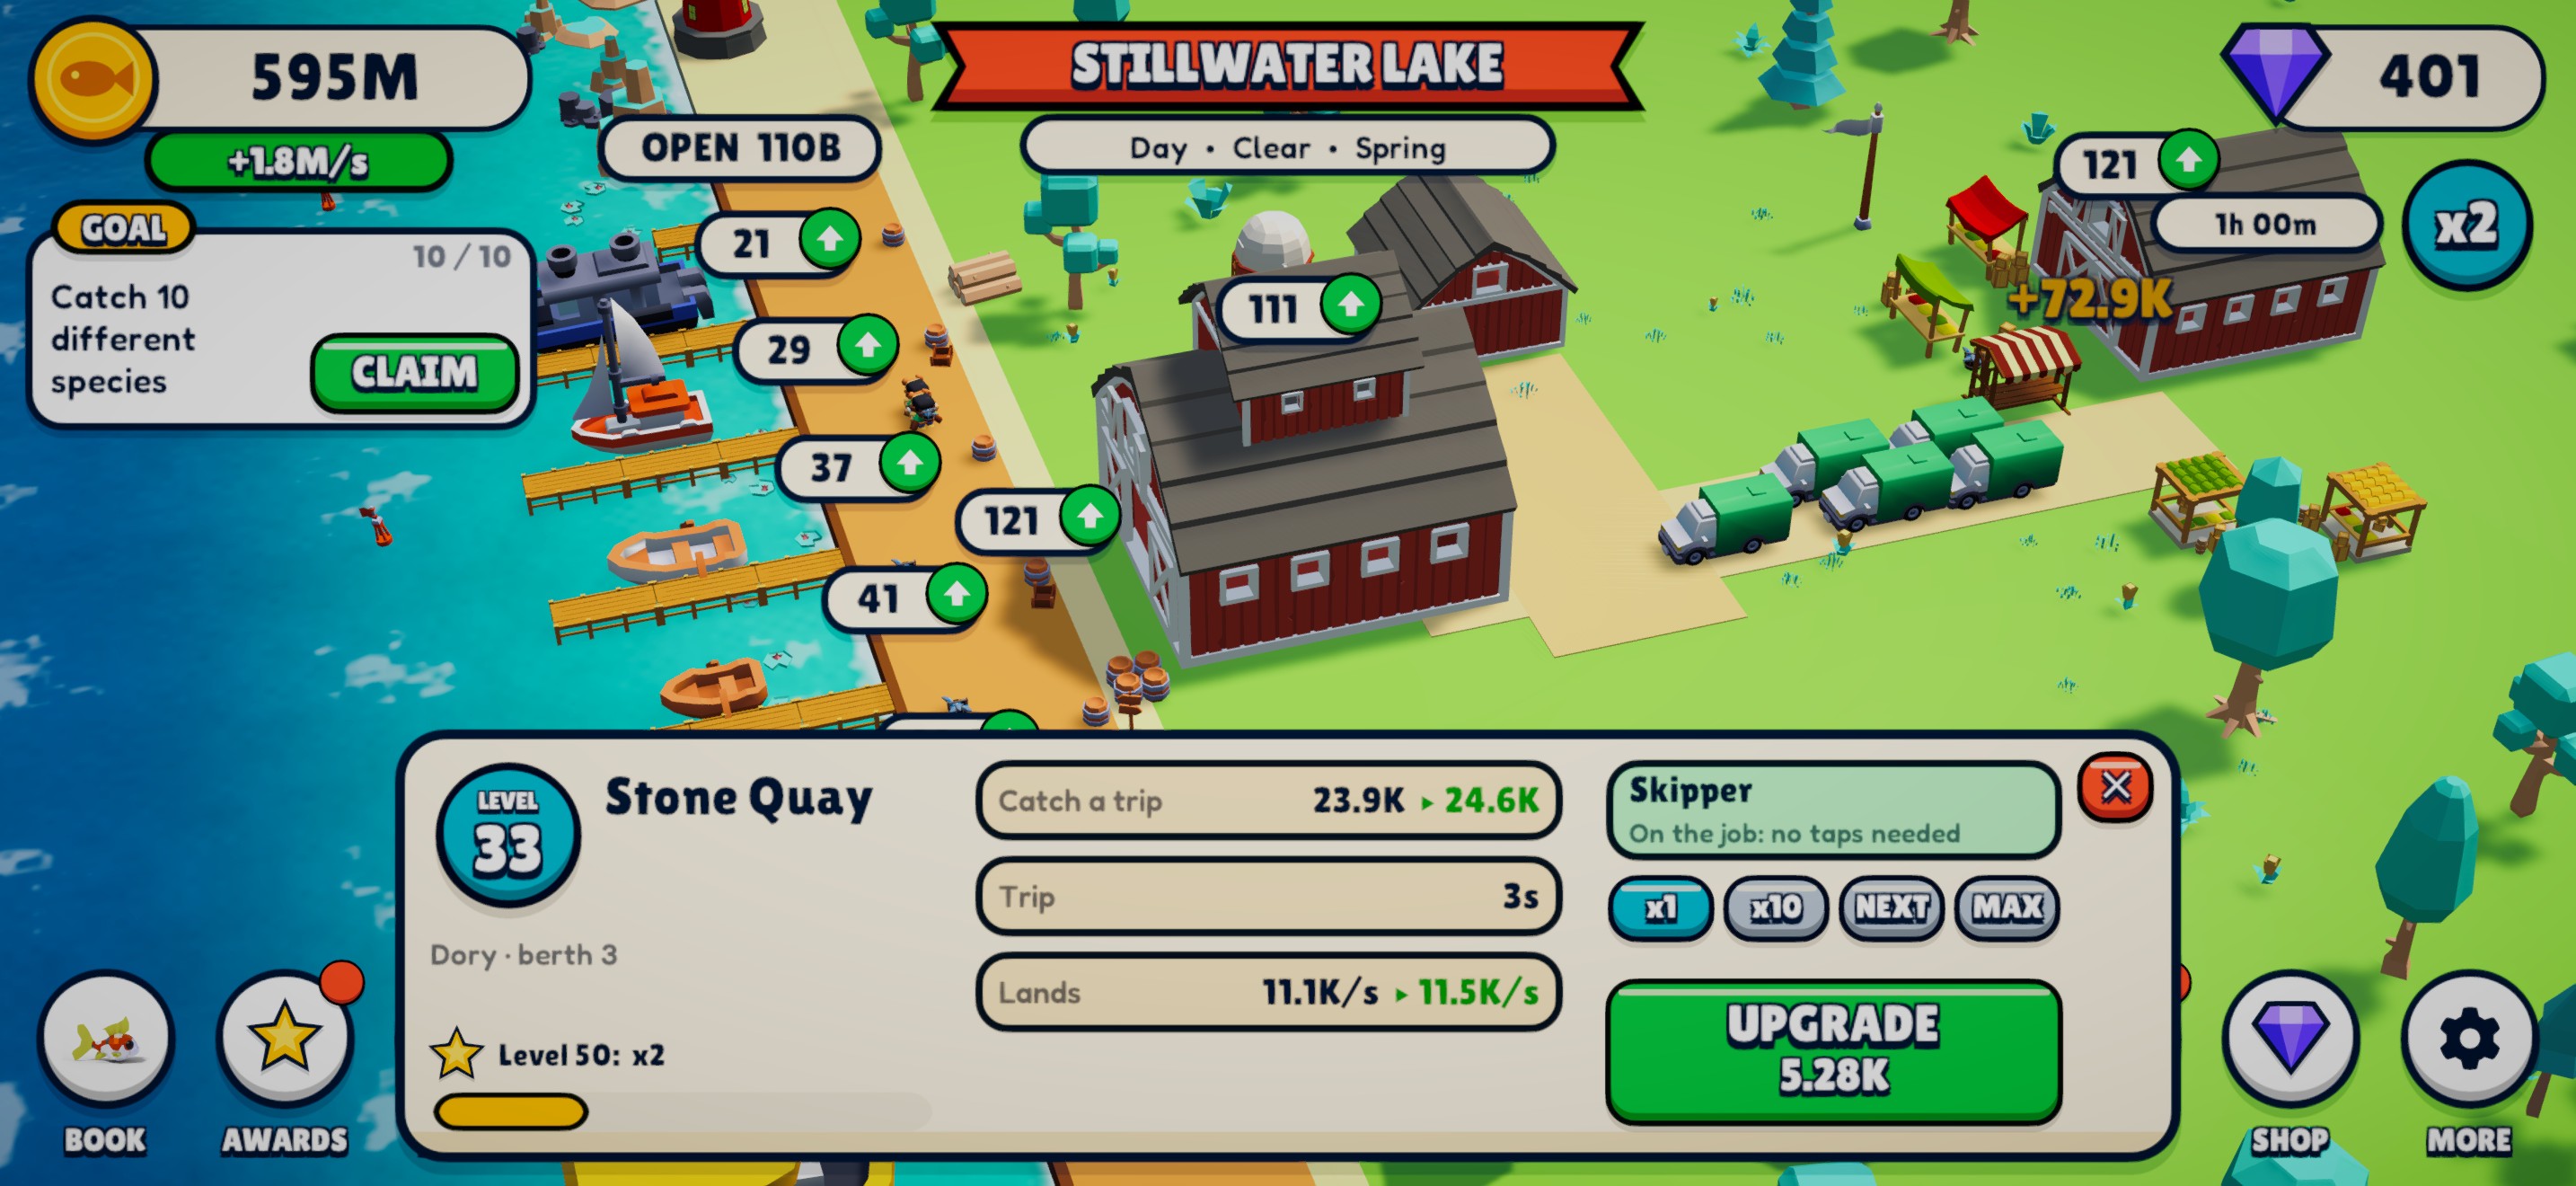 595M
+1.8M/s
STILLWATER LAKE
Day • Clear • Spring
401
OPEN 110B
GOAL
10 / 10
Catch 10
different
species
CLAIM
21
29
37
121
41
111
121
1h 00m
x2
+72.9K
LEVEL
33
Stone Quay
Dory · berth 3
Level 50: x2
Catch a trip 23.9K ▸ 24.6K
Trip 3s
Lands 11.1K/s ▸ 11.5K/s
Skipper
On the job: no taps needed
x1 x10 NEXT MAX
UPGRADE
5.28K
BOOK
AWARDS
SHOP
MORE